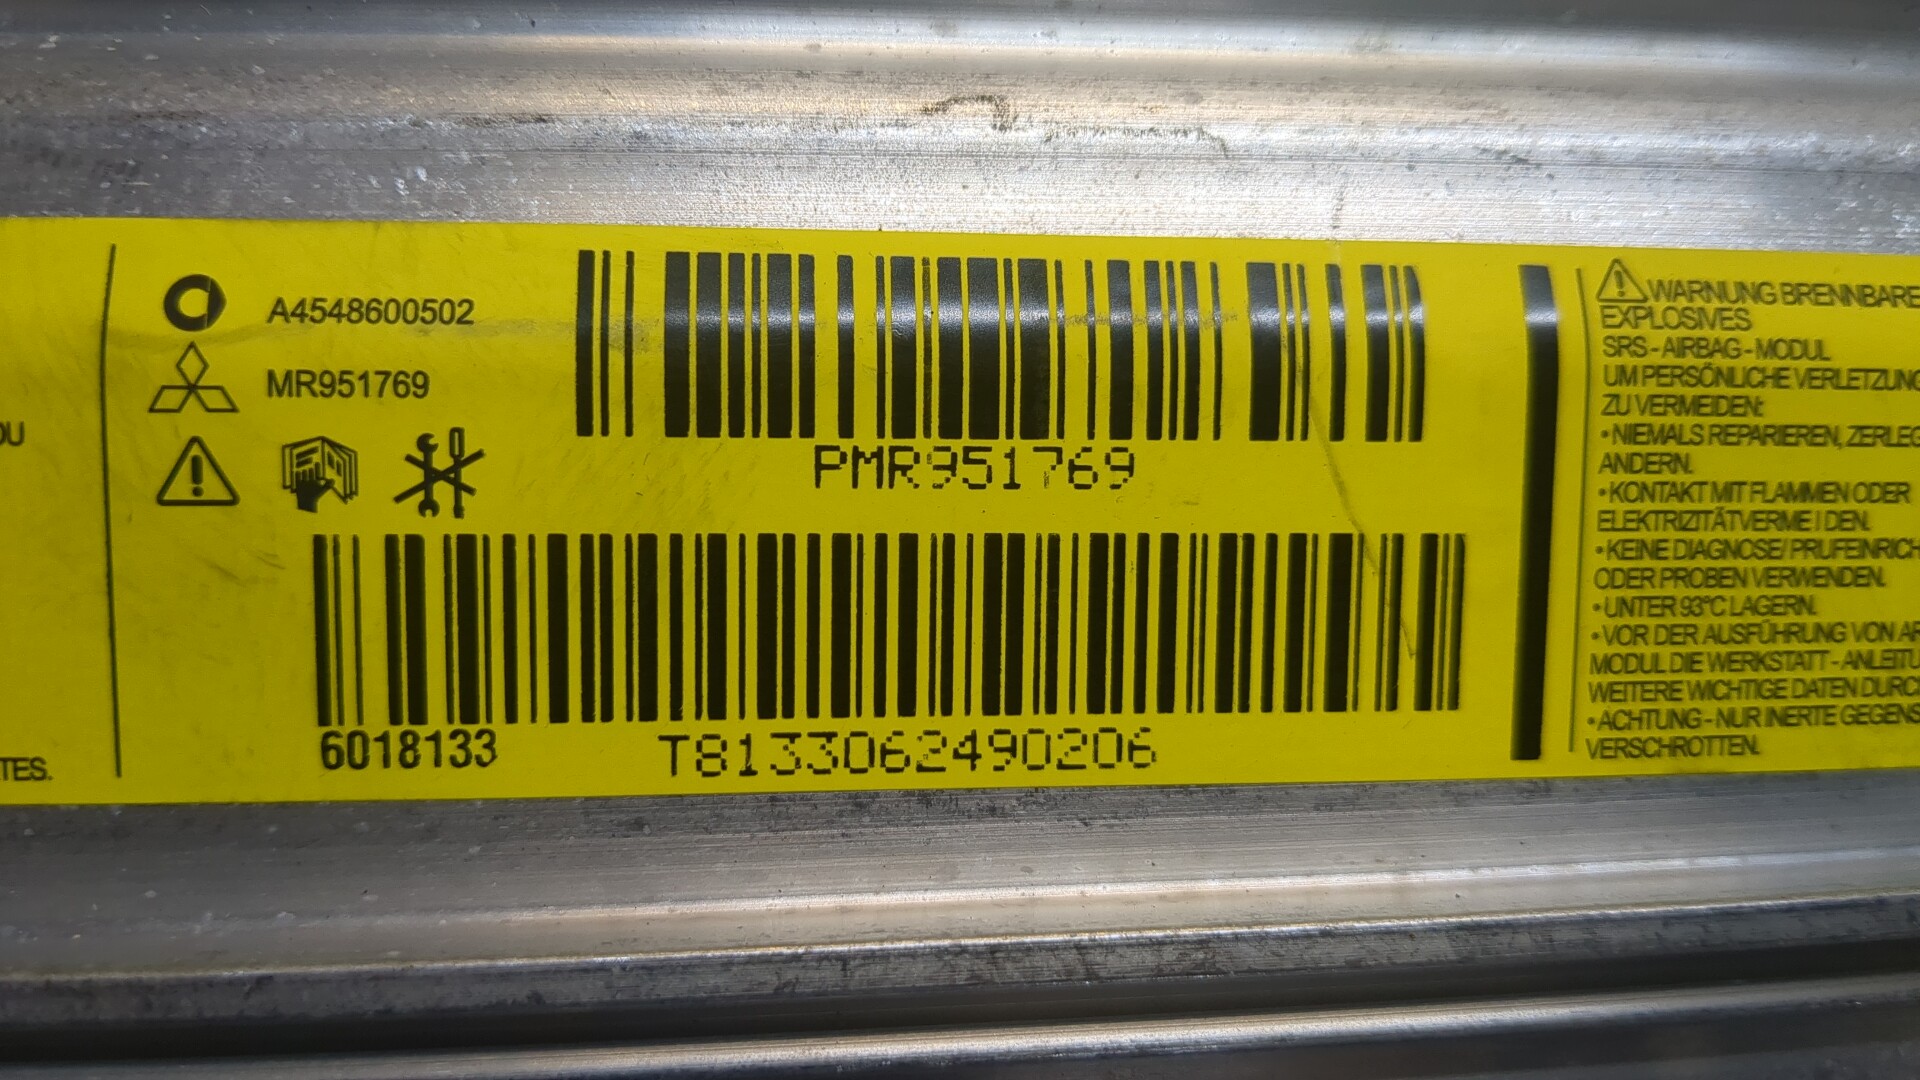 OU
TES.
A4548600502
MR951769
PMR951769
6018133
T8133062490206
WARNUNG BRENNBARE
EXPLOSIVES
SRS-AIRBAG-MODUL
UM PERSÖNLICHE VERLETZUNG
ZU VERMEIDEN:
•NIEMALS REPARIEREN, ZERLEG
ANDERN.
•KONTAKT MIT FLAMMEN ODER
ELEKTRIZITÄTVERMEIDEN.
•KEINE DIAGNOSE/PRUFEINRICH
ODER PROBEN VERWENDEN.
•UNTER 93°C LAGERN.
•VOR DER AUSFÜHRUNG VON AR
MODUL DIE WERKSTATT-ANLEITU
WEITERE WICHTIGE DATEN DURC
•ACHTUNG-NUR INERTE GEGENS
VERSCHROTTEN.